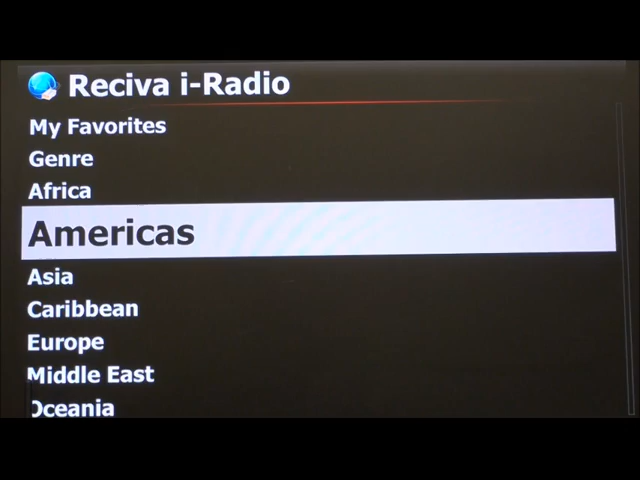 Reciva i-Radio
My Favorites
Genre
Africa
Americas
Asia
Caribbean
Europe
Middle East
Oceania